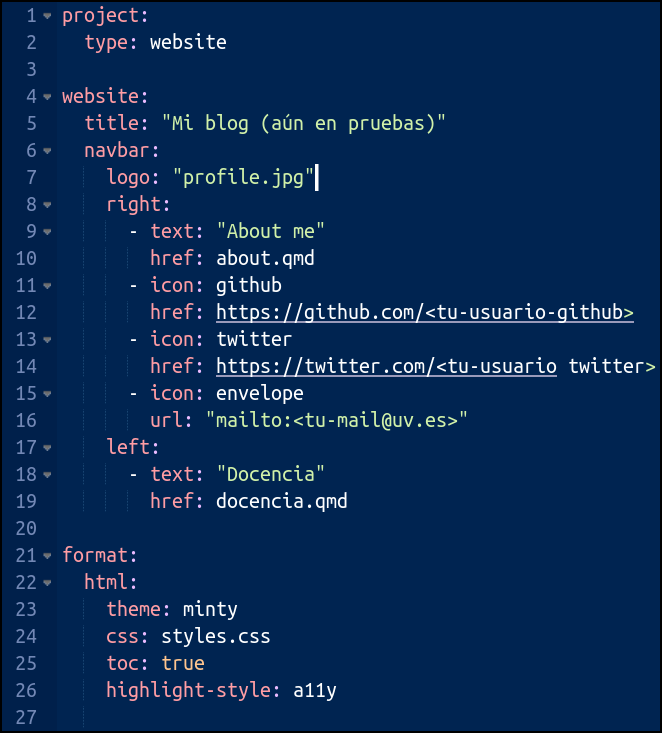 1 project:
2   type: website
3
4 website:
5   title: "Mi blog (aún en pruebas)"
6   navbar:
7     logo: "profile.jpg"
8     right:
9       - text: "About me"
10         href: about.qmd
11       - icon: github
12         href: https://github.com/<tu-usuario-github>
13       - icon: twitter
14         href: https://twitter.com/<tu-usuario twitter>
15       - icon: envelope
16         url: "mailto:<tu-mail@uv.es>"
17     left:
18       - text: "Docencia"
19         href: docencia.qmd
20
21 format:
22   html:
23     theme: minty
24     css: styles.css
25     toc: true
26     highlight-style: a11y
27